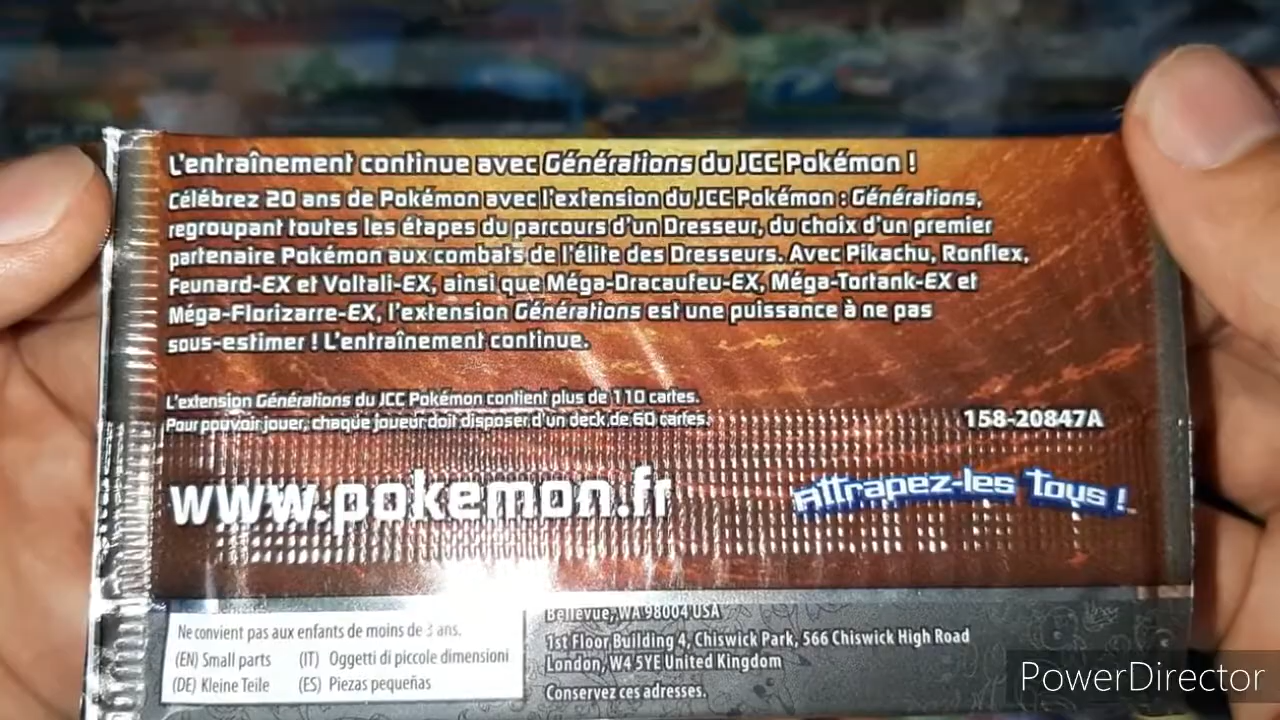 L'entraînement continue avec Générations du JCC Pokémon !
Célébrez 20 ans de Pokémon avec l'extension du JCC Pokémon : Générations,
regroupant toutes les étapes du parcours d'un Dresseur, du choix d'un premier
partenaire Pokémon aux combats de l'élite des Dresseurs. Avec Pikachu, Ronflex,
Feunard-EX et Voltali-EX, ainsi que Méga-Dracaufeu-EX, Méga-Tortank-EX et
Méga-Florizarre-EX, l'extension Générations est une puissance à ne pas
sous-estimer ! L'entraînement continue.
L'extension Générations du JCC Pokémon contient plus de 110 cartes.
Pour pouvoir jouer, chaque joueur doit disposer d'un deck de 60 cartes.
158-20847A
www.pokemon.fr
Attrapez-les tous !
Ne convient pas aux enfants de moins de 3 ans.
(EN) Small parts (IT) Oggetti di piccole dimensioni
(DE) Kleine Teile (ES) Piezas pequeñas
Bellevue, WA 98004 USA
1st Floor Building 4, Chiswick Park, 566 Chiswick High Road
London, W4 5YE United Kingdom
Conservez ces adresses.
PowerDirector